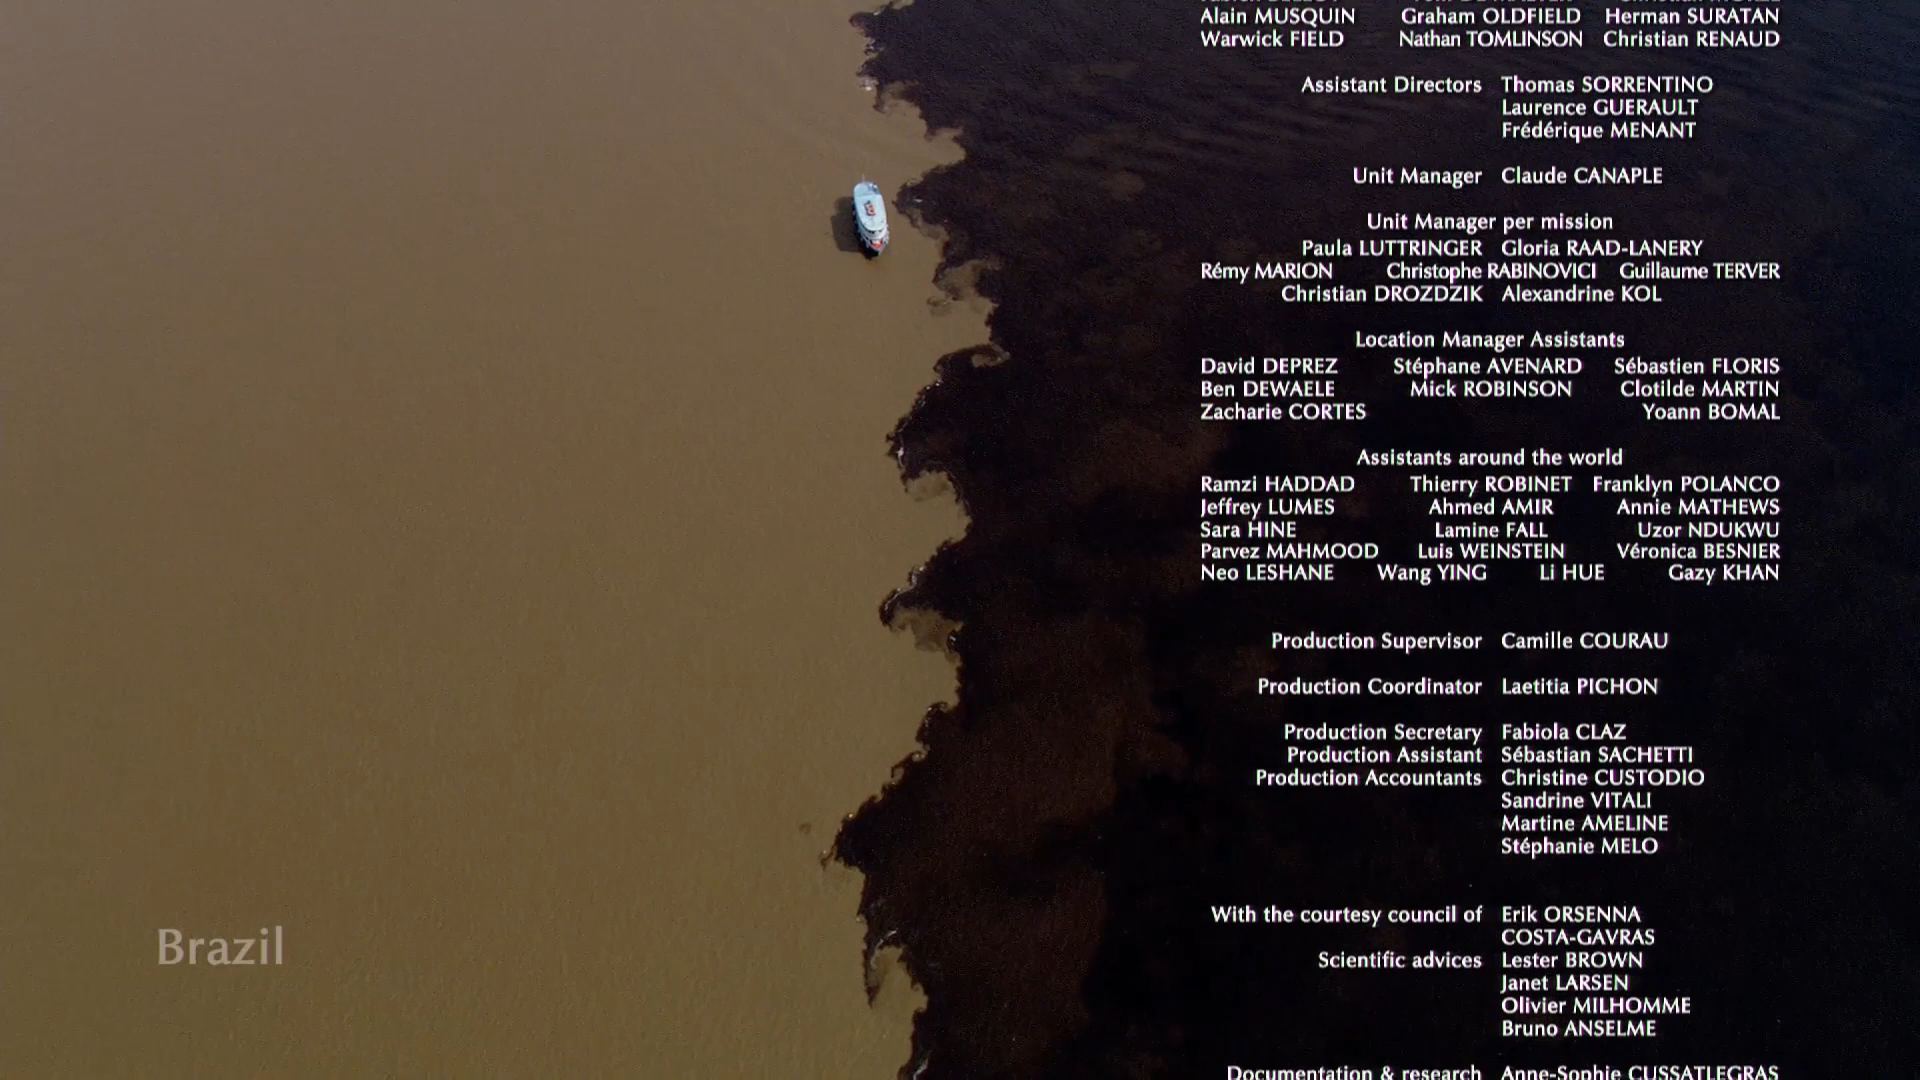 Alain MUSQUIN Graham OLDFIELD Herman SURATAN
Warwick FIELD Nathan TOMLINSON Christian RENAUD
Assistant Directors Thomas SORRENTINO
Laurence GUERAULT
Frédérique MENANT
Unit Manager Claude CANAPLE
Unit Manager per mission
Paula LUTTRINGER Gloria RAAD-LANERY
Rémy MARION Christophe RABINOVICI Guillaume TERVER
Christian DROZDZIK Alexandrine KOL
Location Manager Assistants
David DEPREZ Stéphane AVENARD Sébastien FLORIS
Ben DEWAELE Mick ROBINSON Clotilde MARTIN
Zacharie CORTES Yoann BOMAL
Assistants around the world
Ramzi HADDAD Thierry ROBINET Franklyn POLANCO
Jeffrey LUMES Ahmed AMIR Annie MATHEWS
Sara HINE Lamine FALL Uzor NDUKWU
Parvez MAHMOOD Luis WEINSTEIN Véronica BESNIER
Neo LESHANE Wang YING Li HUE Gazy KHAN
Production Supervisor Camille COURAU
Production Coordinator Laetitia PICHON
Production Secretary Fabiola CLAZ
Production Assistant Sébastian SACHETTI
Production Accountants Christine CUSTODIO
Sandrine VITALI
Martine AMELINE
Stéphanie MELO
With the courtesy council of Erik ORSENNA
COSTA-GAVRAS
Scientific advices Lester BROWN
Janet LARSEN
Olivier MILHOMME
Bruno ANSELME
Documentation & research Anne-Sophie CUSSATLEGRAS
Brazil